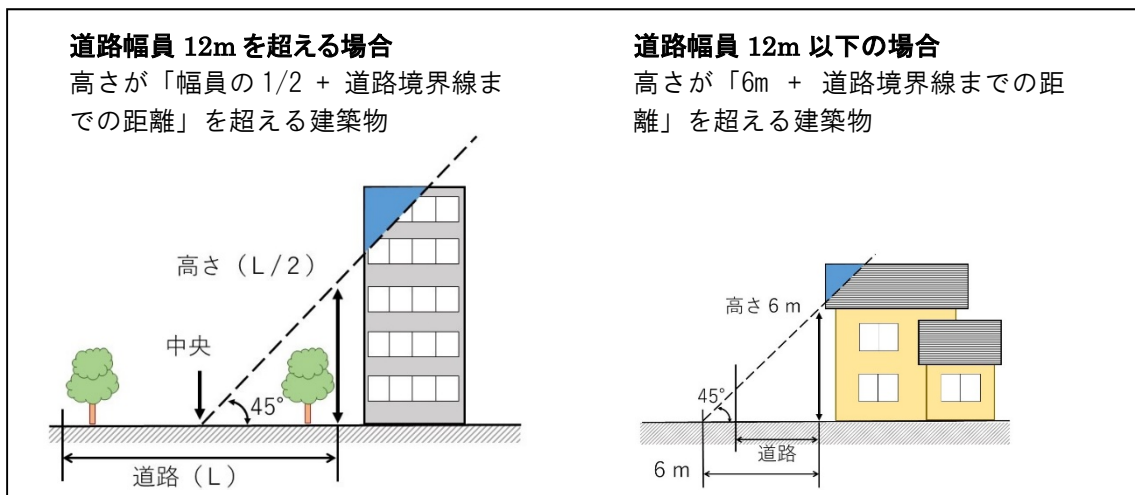 道路幅員 12m を超える場合
高さが「幅員の 1/2 + 道路境界線ま
での距離」を超える建築物
高さ（L/2）
中央
45°
道路（L）
道路幅員 12m 以下の場合
高さが「6m + 道路境界線までの距
離」を超える建築物
高さ 6 m
45°
道路
6 m